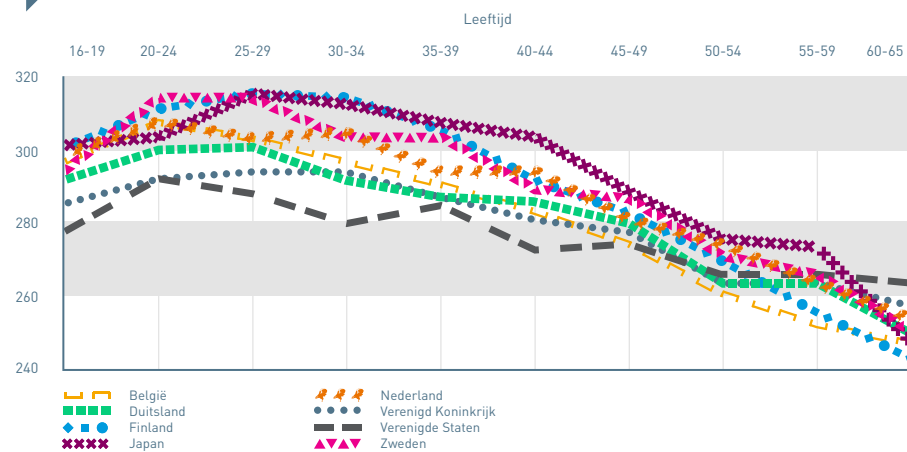 Leeftijd
16-19 20-24 25-29 30-34 35-39 40-44 45-49 50-54 55-59 60-65
320
300
280
260
240
België
Duitsland
Finland
Japan
Nederland
Verenigd Koninkrijk
Verenigde Staten
Zweden